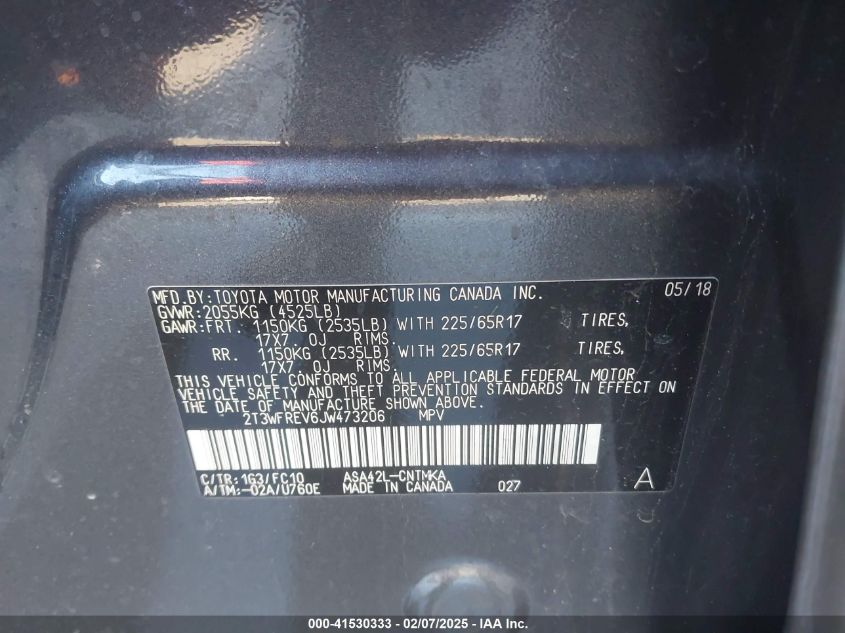 MFD.BY:TOYOTA MOTOR MANUFACTURING CANADA INC. 05/18
GVWR:2055KG (4525LB)
GAWR:FRT. 1150KG (2535LB) WITH 225/65R17 TIRES,
17X7 0J RIMS.
RR. 1150KG (2535LB) WITH 225/65R17 TIRES,
17X7 0J RIMS.
THIS VEHICLE CONFORMS TO ALL APPLICABLE FEDERAL MOTOR
VEHICLE SAFETY AND THEFT PREVENTION STANDARDS IN EFFECT ON
THE DATE OF MANUFACTURE SHOWN ABOVE.
2T3WFREV6JW473206 MPV
C/TR:1G3/FC10 ASA42L-CNTMKA
A/TM:-02A/U760E MADE IN CANADA 027 A
000-41530333 - 02/07/2025 - IAA Inc.